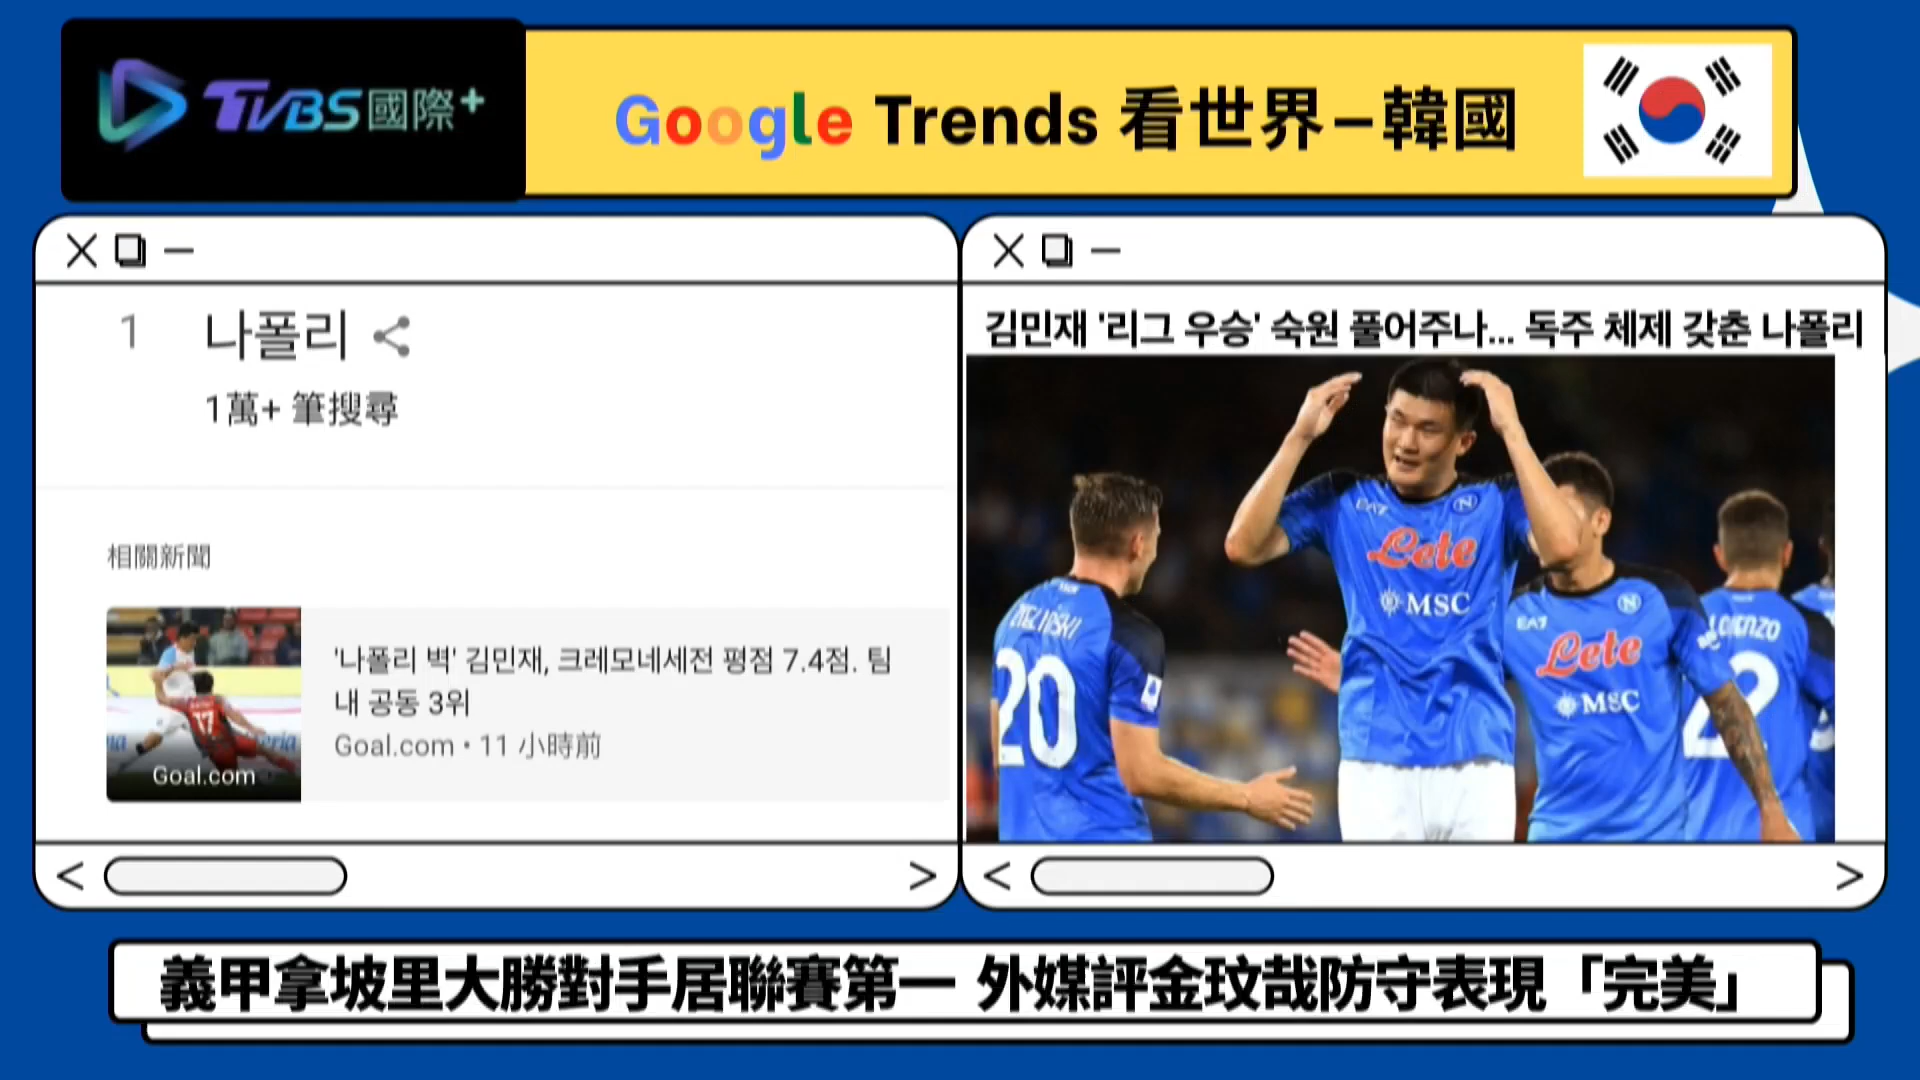 TVBS國際+
Google Trends 看世界-韓國
1 나폴리
1萬+ 筆搜尋
相關新聞
'나폴리 벽' 김민재, 크레모네세전 평점 7.4점. 팀
내 공동 3위
Goal.com • 11 小時前
17
Goal.com
김민재 '리그 우승' 숙원 풀어주나... 독주 체제 갖춘 나폴리
EA7
N
Lete
MSC
ZIELIŃSKI
20
EA7
N
Lete
MSC
LORENZO
22
義甲拿坡里大勝對手居聯賽第一 外媒評金玟哉防守表現「完美」